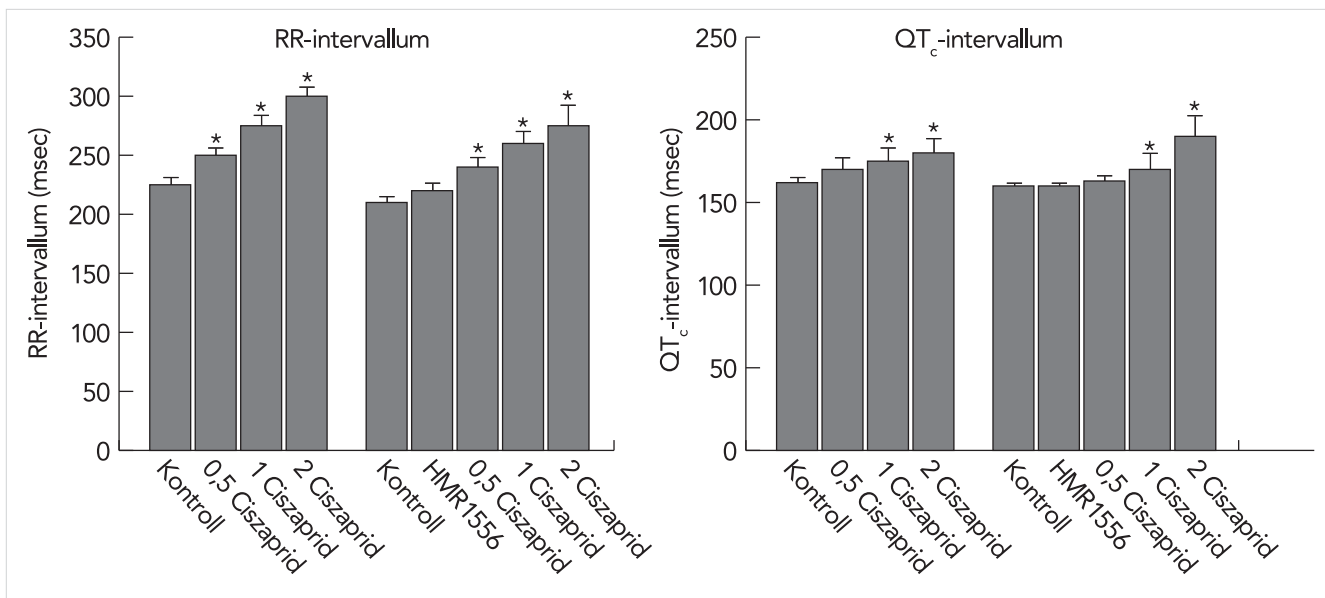 RR-intervallum
RR-intervallum (msec)
350
300
250
200
150
100
50
0
* * *
* * *
Kontroll
0,5 Ciszaprid
1 Ciszaprid
2 Ciszaprid
Kontroll
HMR1556
0,5 Ciszaprid
1 Ciszaprid
2 Ciszaprid
QTc-intervallum
QTc-intervallum (msec)
250
200
150
100
50
0
* *
* *
Kontroll
0,5 Ciszaprid
1 Ciszaprid
2 Ciszaprid
Kontroll
HMR1556
0,5 Ciszaprid
1 Ciszaprid
2 Ciszaprid